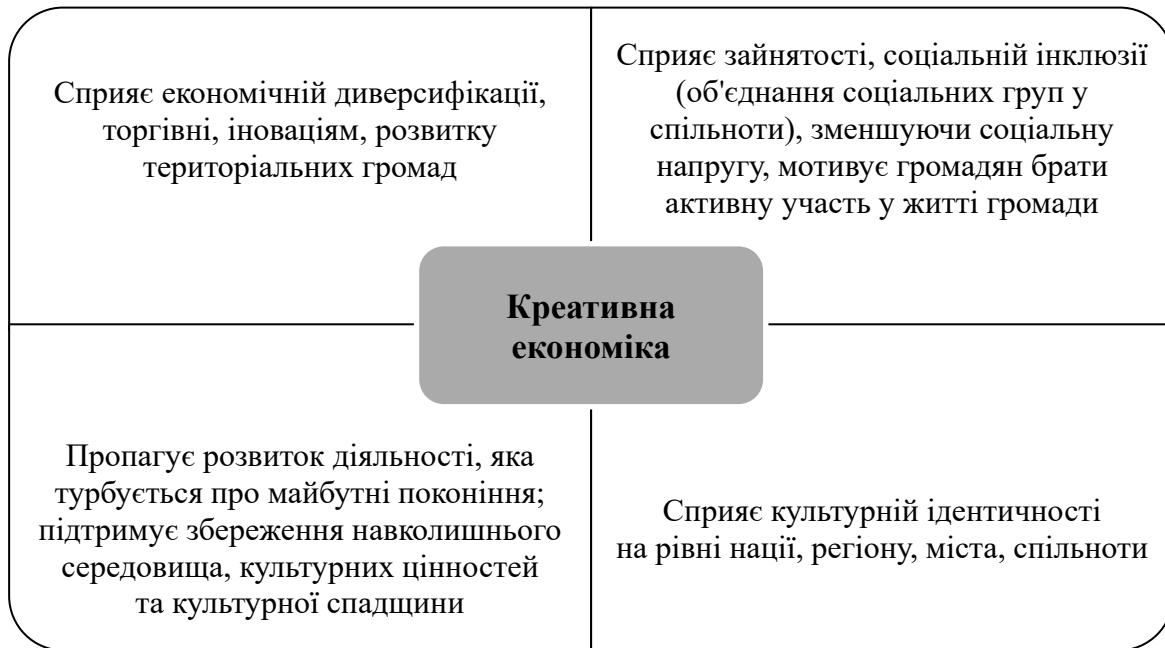 Сприяє економічній диверсифікації,
торгівні, іноваціям, розвитку
територіальних громад
Сприяє зайнятості, соціальній інклюзії
(об'єднання соціальних груп у
спільноти), зменшуючи соціальну
напругу, мотивує громадян брати
активну участь у житті громади
Креативна
економіка
Пропагує розвиток діяльності, яка
турбується про майбутні поконіння;
підтримує збереження навколишнього
середовища, культурних цінностей
та культурної спадщини
Сприяє культурній ідентичності
на рівні нації, регіону, міста, спільноти